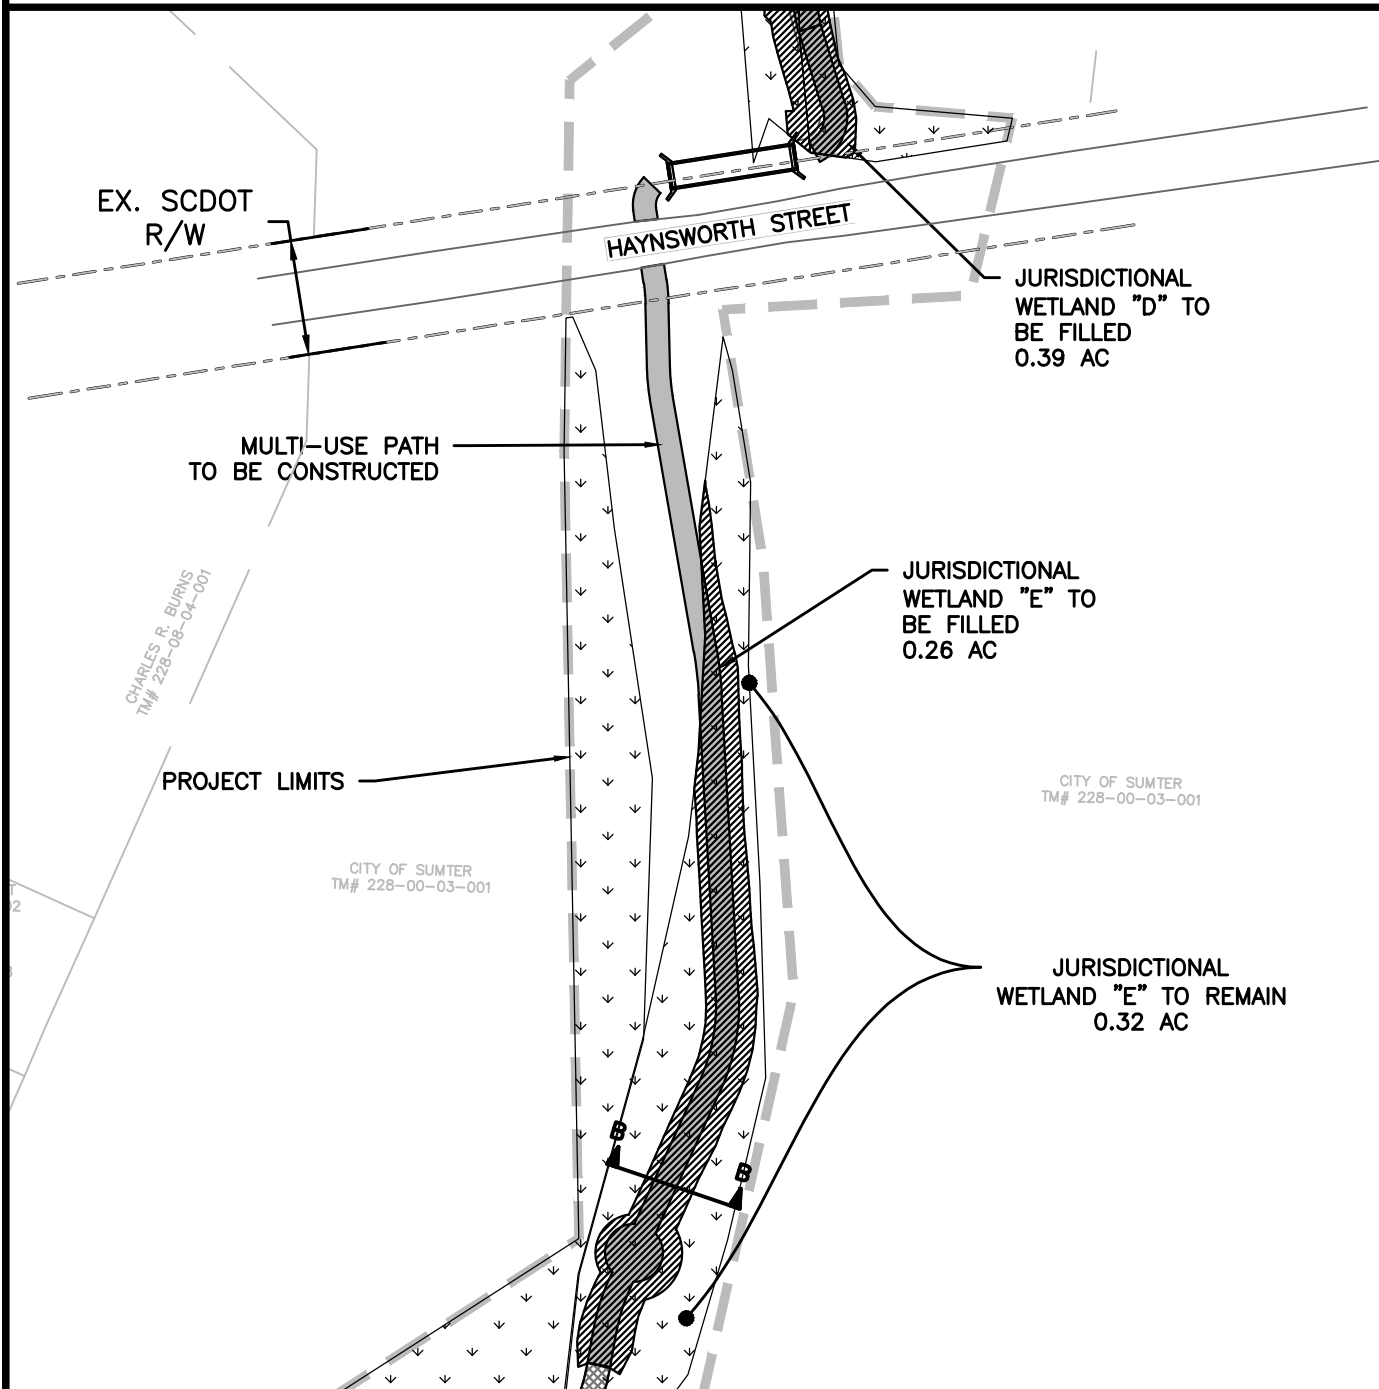 EX. SCDOT
R/W
HAYNSWORTH STREET
JURISDICTIONAL
WETLAND "D" TO
BE FILLED
0.39 AC
MULTI-USE PATH
TO BE CONSTRUCTED
JURISDICTIONAL
WETLAND "E" TO
BE FILLED
0.26 AC
CHARLES R. BURNS
TM# 228-08-04-001
PROJECT LIMITS
CITY OF SUMTER
TM# 228-00-03-001
CITY OF SUMTER
TM# 228-00-03-001
JURISDICTIONAL
WETLAND "E" TO REMAIN
0.32 AC
B
B